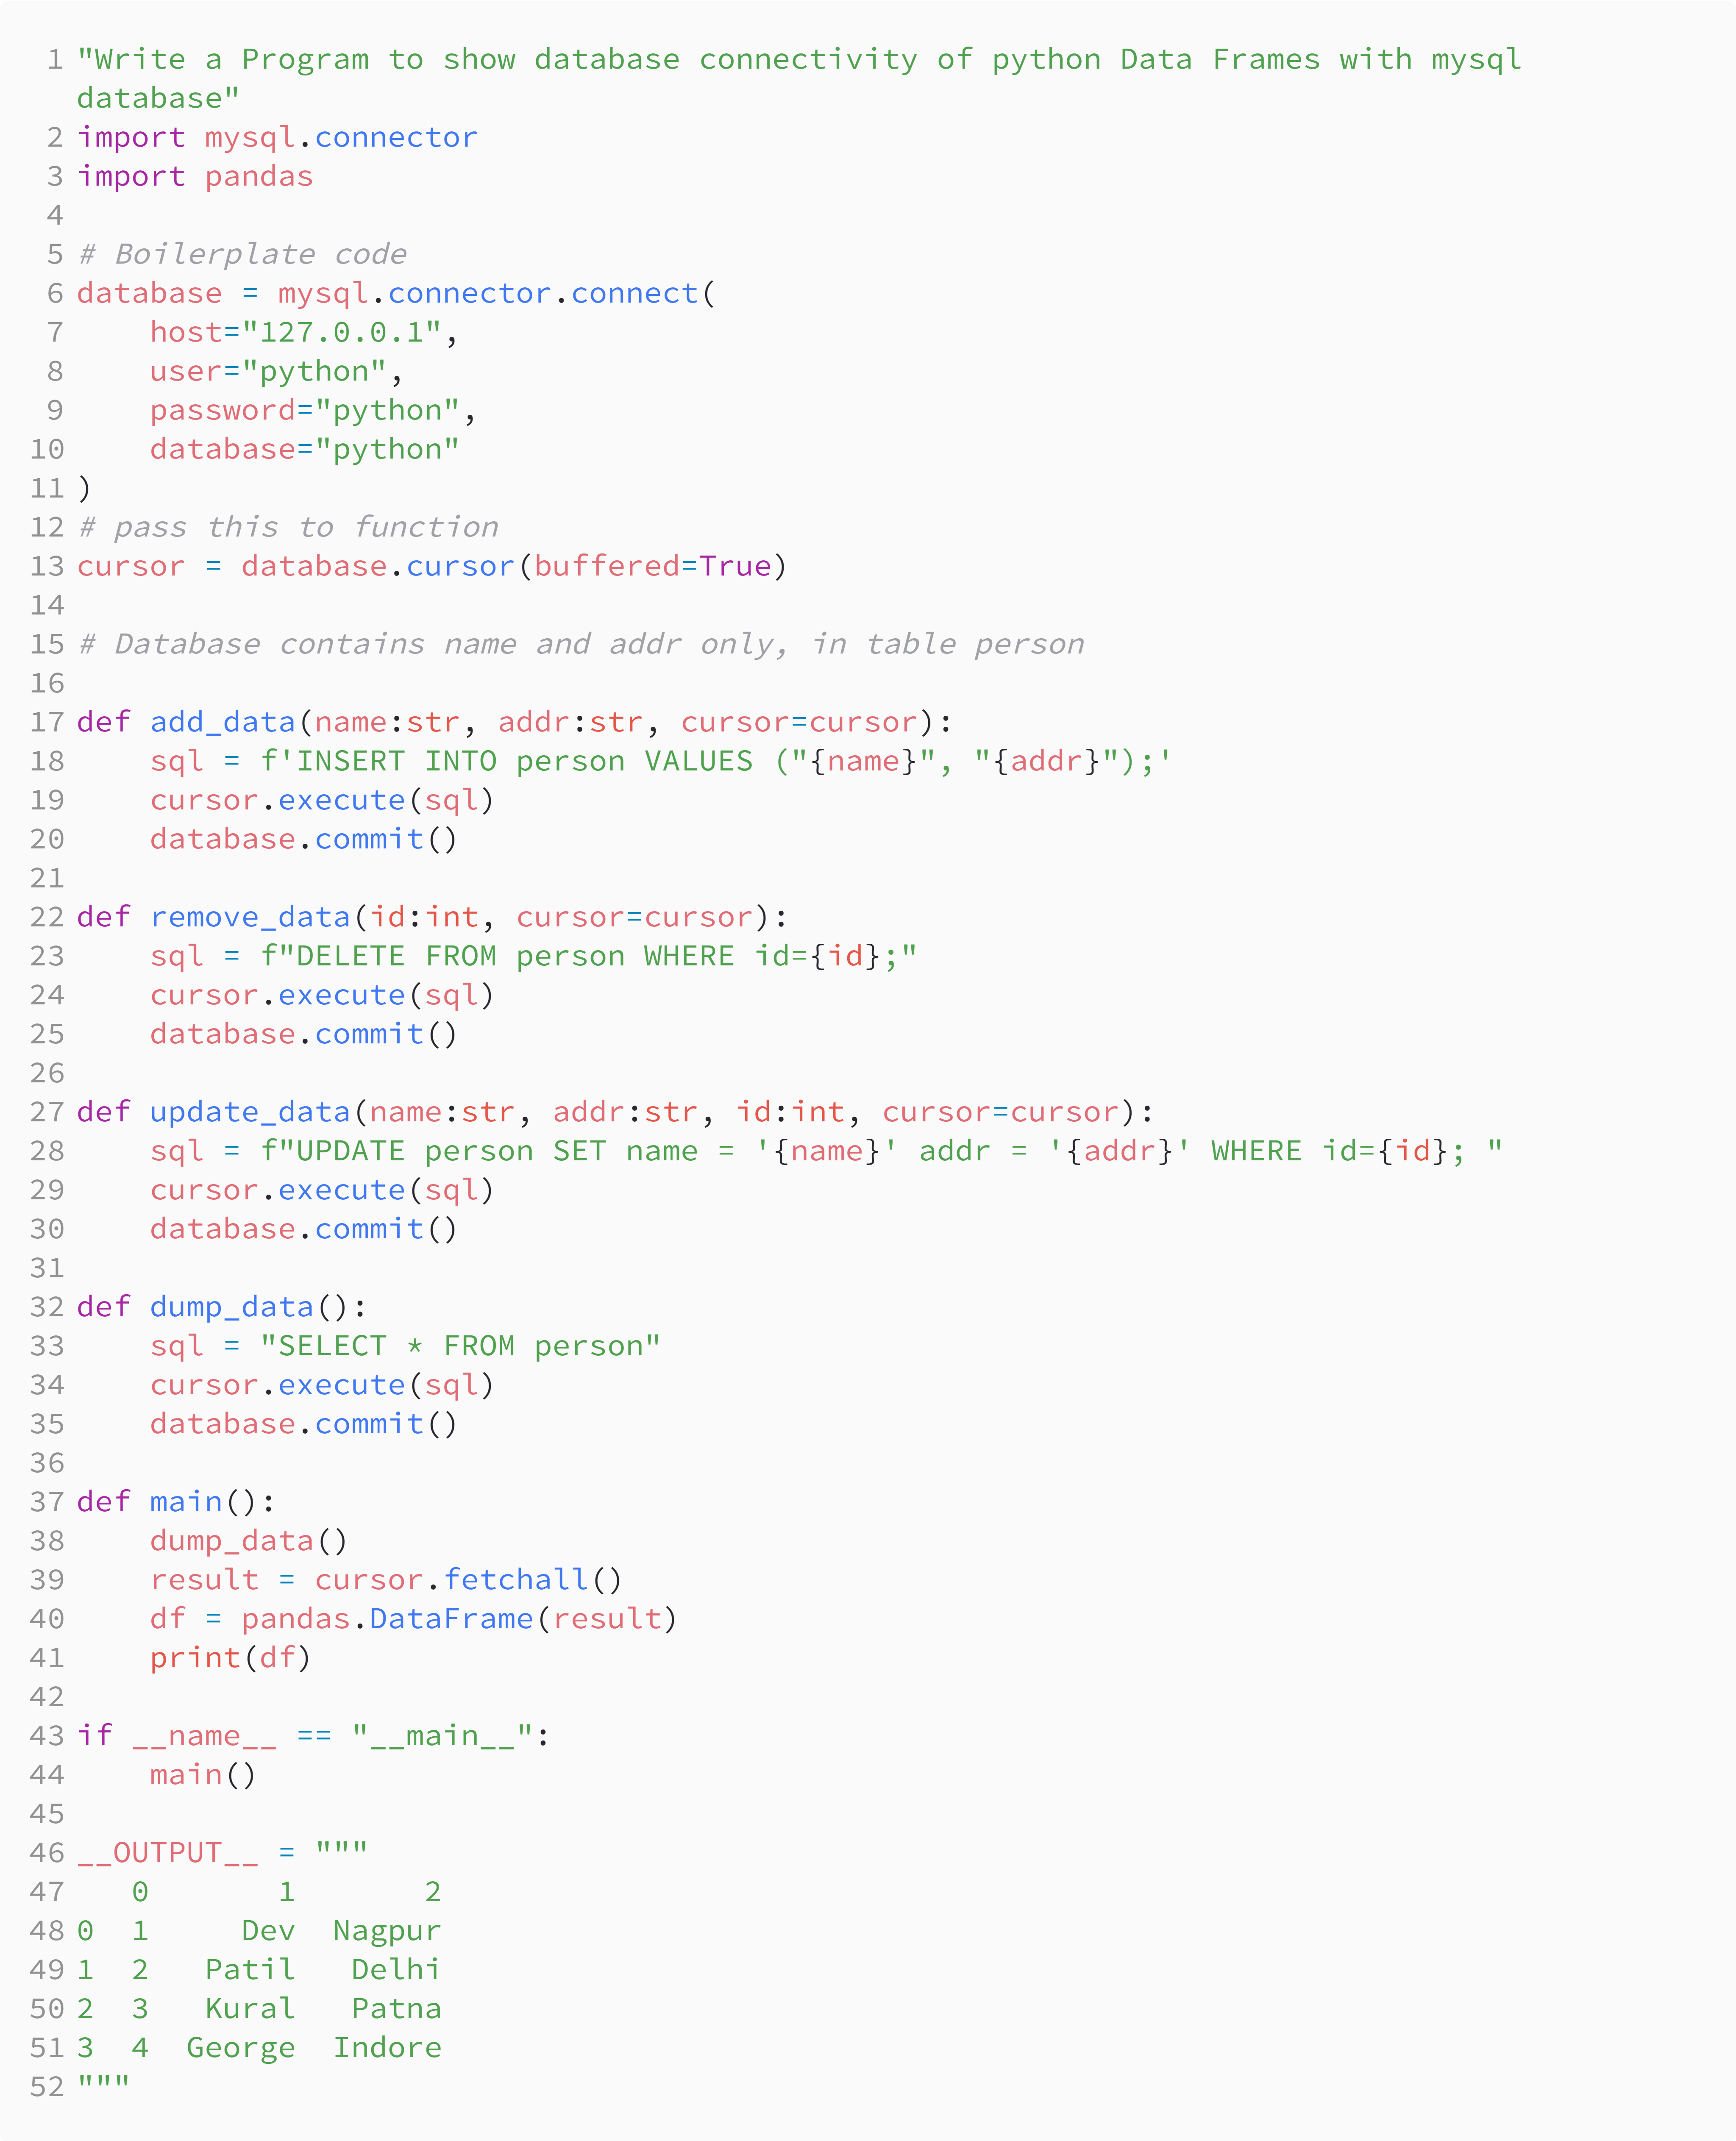 1 "Write a Program to show database connectivity of python Data Frames with mysql
database"
2 import mysql.connector
3 import pandas
4
5 # Boilerplate code
6 database = mysql.connector.connect(
7     host="127.0.0.1",
8     user="python",
9     password="python",
10     database="python"
11 )
12 # pass this to function
13 cursor = database.cursor(buffered=True)
14
15 # Database contains name and addr only, in table person
16
17 def add_data(name:str, addr:str, cursor=cursor):
18     sql = f'INSERT INTO person VALUES ("{name}", "{addr}");'
19     cursor.execute(sql)
20     database.commit()
21
22 def remove_data(id:int, cursor=cursor):
23     sql = f"DELETE FROM person WHERE id={id};"
24     cursor.execute(sql)
25     database.commit()
26
27 def update_data(name:str, addr:str, id:int, cursor=cursor):
28     sql = f"UPDATE person SET name = '{name}' addr = '{addr}' WHERE id={id}; "
29     cursor.execute(sql)
30     database.commit()
31
32 def dump_data():
33     sql = "SELECT * FROM person"
34     cursor.execute(sql)
35     database.commit()
36
37 def main():
38     dump_data()
39     result = cursor.fetchall()
40     df = pandas.DataFrame(result)
41     print(df)
42
43 if __name__ == "__main__":
44     main()
45
46 __OUTPUT__ = """
47    0       1       2
48 0  1     Dev  Nagpur
49 1  2   Patil   Delhi
50 2  3   Kural   Patna
51 3  4  George  Indore
52 """